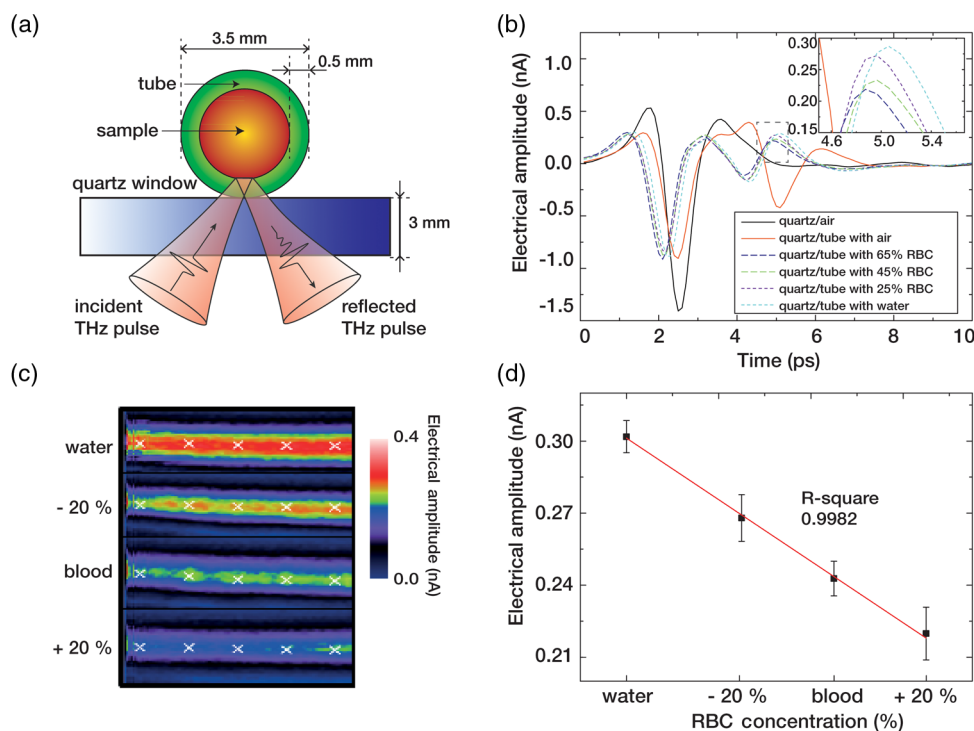 (a)
3.5 mm
0.5 mm
tube
sample
quartz window
3 mm
incident
THz pulse
reflected
THz pulse
(b)
Electrical amplitude (nA)
1.0
0.5
0.0
-0.5
-1.0
-1.5
0
2
4
6
8
10
Time (ps)
0.30
0.25
0.20
0.15
4.6
5.0
5.4
quartz/air
quartz/tube with air
quartz/tube with 65% RBC
quartz/tube with 45% RBC
quartz/tube with 25% RBC
quartz/tube with water
(c)
water
- 20 %
blood
+ 20 %
0.4
0.0
Electrical amplitude (nA)
(d)
Electrical amplitude (nA)
0.30
0.27
0.24
0.21
R-square
0.9982
water
- 20 %
blood
+ 20 %
RBC concentration (%)